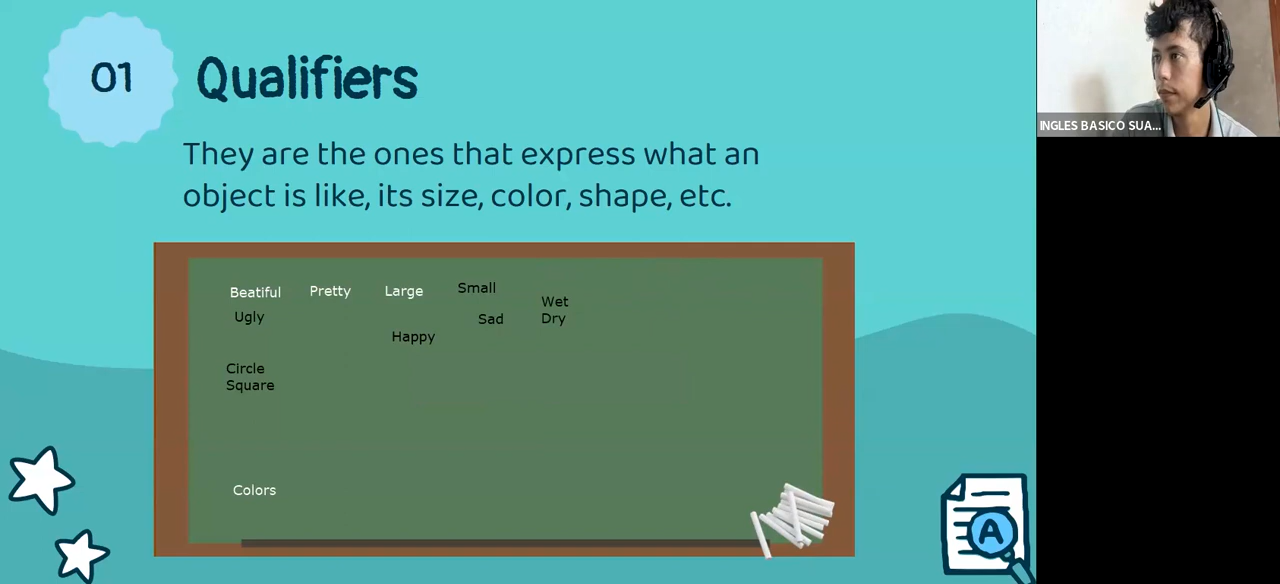 01
Qualifiers
They are the ones that express what an
object is like, its size, color, shape, etc.
Beatiful Pretty Large Small
Wet
Ugly Sad Dry
Happy
Circle
Square
Colors
A
INGLES BASICO SUA...